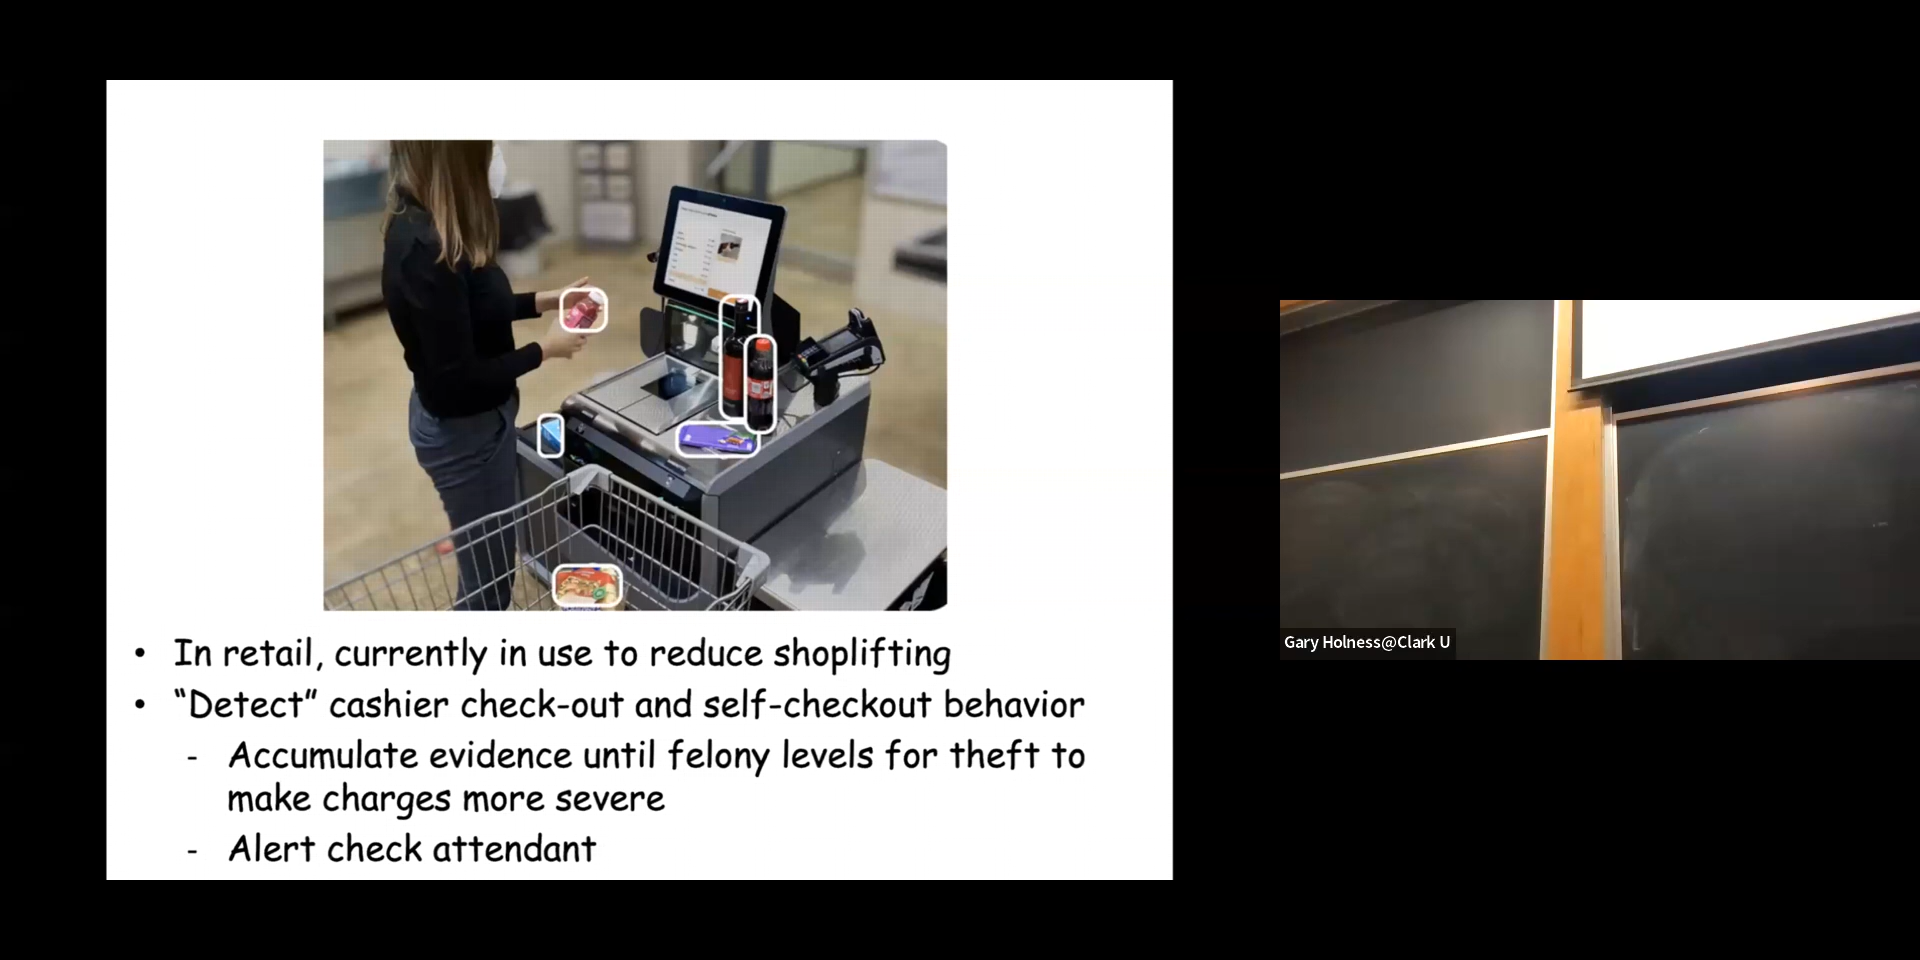 • In retail, currently in use to reduce shoplifting
• “Detect” cashier check-out and self-checkout behavior
- Accumulate evidence until felony levels for theft to
make charges more severe
- Alert check attendant
Gary Holness@Clark U